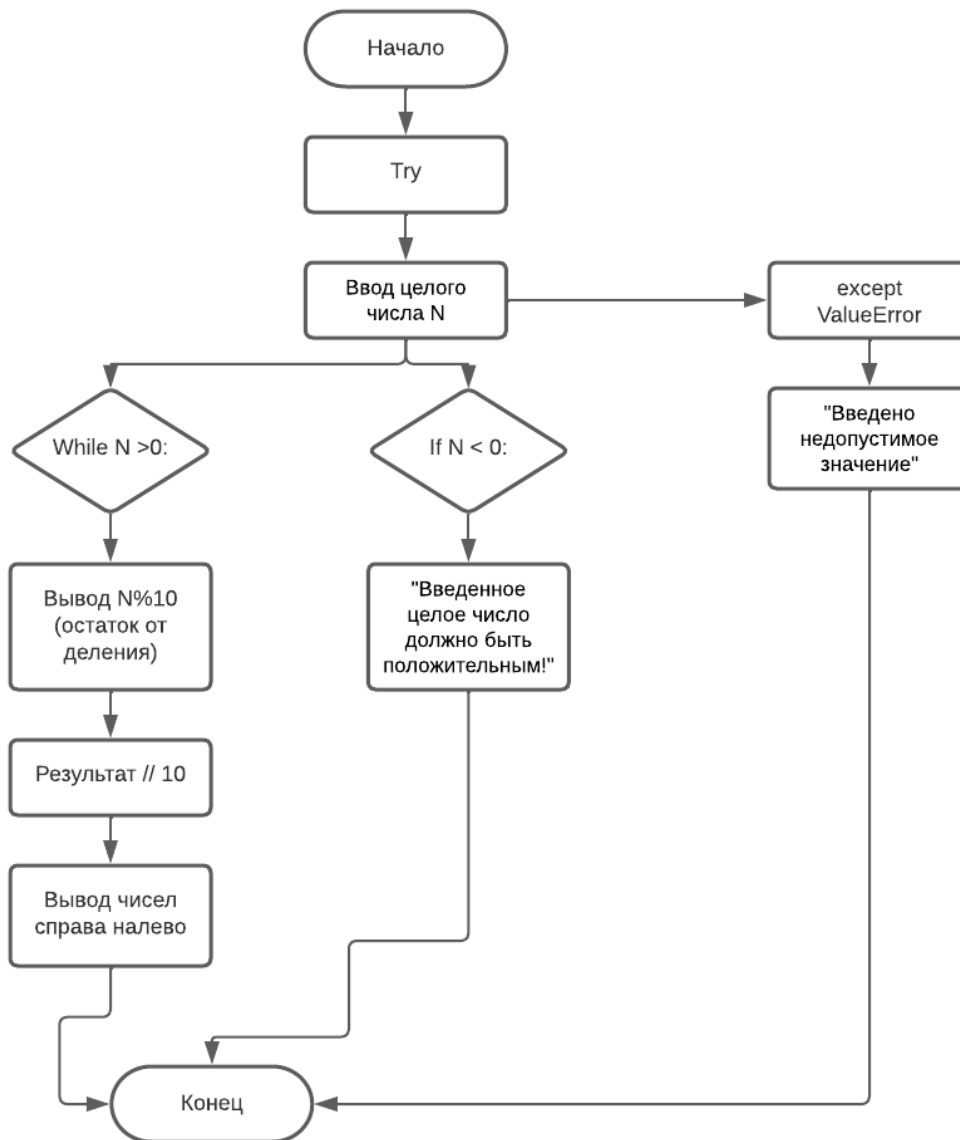 Начало
Try
Ввод целого
числа N
except
ValueError
"Введено
недопустимое
значение"
While N >0:
If N < 0:
Вывод N%10
(остаток от
деления)
"Введенное
целое число
должно быть
положительным!"
Результат // 10
Вывод чисел
справа налево
Конец